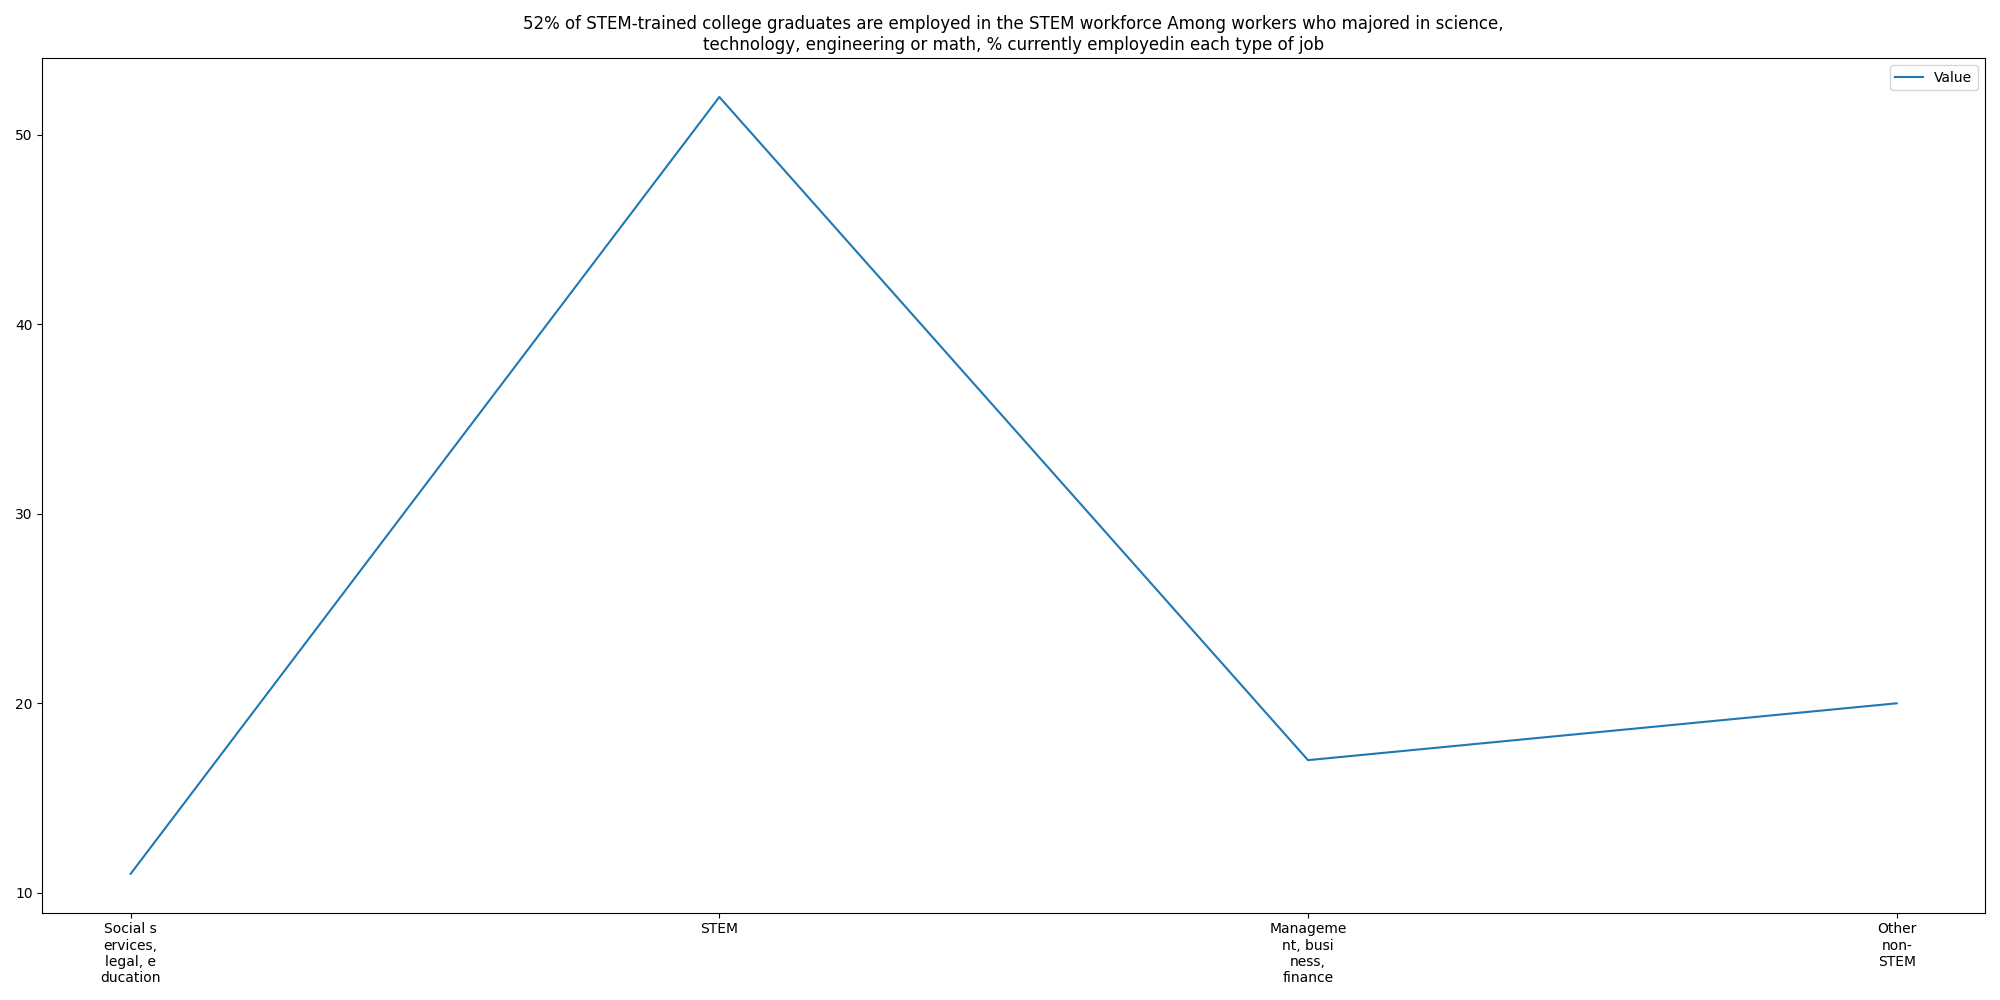 52% of STEM-trained college graduates are employed in the STEM workforce Among workers who majored in science,
technology, engineering or math, % currently employedin each type of job
Value
50
40
30
20
10
Social s
ervices,
legal, e
ducation
STEM
Manageme
nt, busi
ness,
finance
Other
non-
STEM